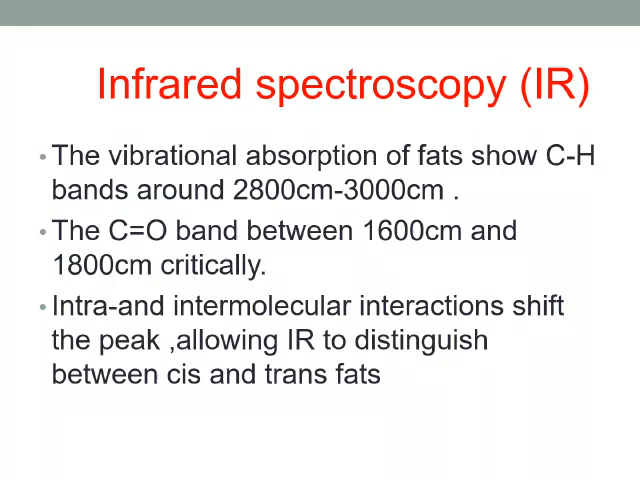 Infrared spectroscopy (IR)
• The vibrational absorption of fats show C-H
bands around 2800cm-3000cm .
• The C=O band between 1600cm and
1800cm critically.
• Intra-and intermolecular interactions shift
the peak ,allowing IR to distinguish
between cis and trans fats